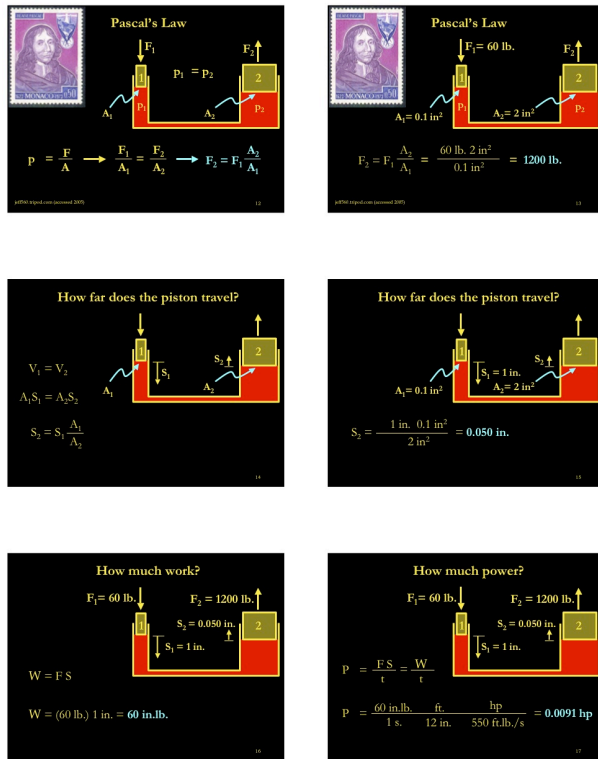 Pascal's Law
F₁
F₂
p₁ = p₂
1
2
p₁
p₂
A₁
A₂
MONACO 0.50
p = F/A → F₁/A₁ = F₂/A₂ → F₂ = F₁ A₂/A₁
jeff560.tripod.com (accessed 2005)
12
Pascal's Law
F₁= 60 lb.
F₂
1
2
p₁
p₂
A₁= 0.1 in²
A₂= 2 in²
MONACO 0.50
F₂ = F₁ A₂/A₁ = 60 lb. 2 in²/0.1 in² = 1200 lb.
jeff560.tripod.com (accessed 2005)
13
How far does the piston travel?
1
2
S₂
S₁
V₁ = V₂
A₁
A₂
A₁S₁ = A₂S₂
S₂ = S₁ A₁/A₂
14
How far does the piston travel?
1
2
S₂
S₁ = 1 in.
A₁= 0.1 in²
A₂= 2 in²
S₂ = 1 in. 0.1 in²/2 in² = 0.050 in.
15
How much work?
F₁= 60 lb.
F₂ = 1200 lb.
1
S₂ = 0.050 in.
2
S₁ = 1 in.
W = F S
W = (60 lb.) 1 in. = 60 in.lb.
16
How much power?
F₁= 60 lb.
F₂ = 1200 lb.
1
S₂ = 0.050 in.
2
S₁ = 1 in.
P = F S/t = W/t
P = 60 in.lb./1 s. ft./12 in. hp/550 ft.lb./s = 0.0091 hp
17